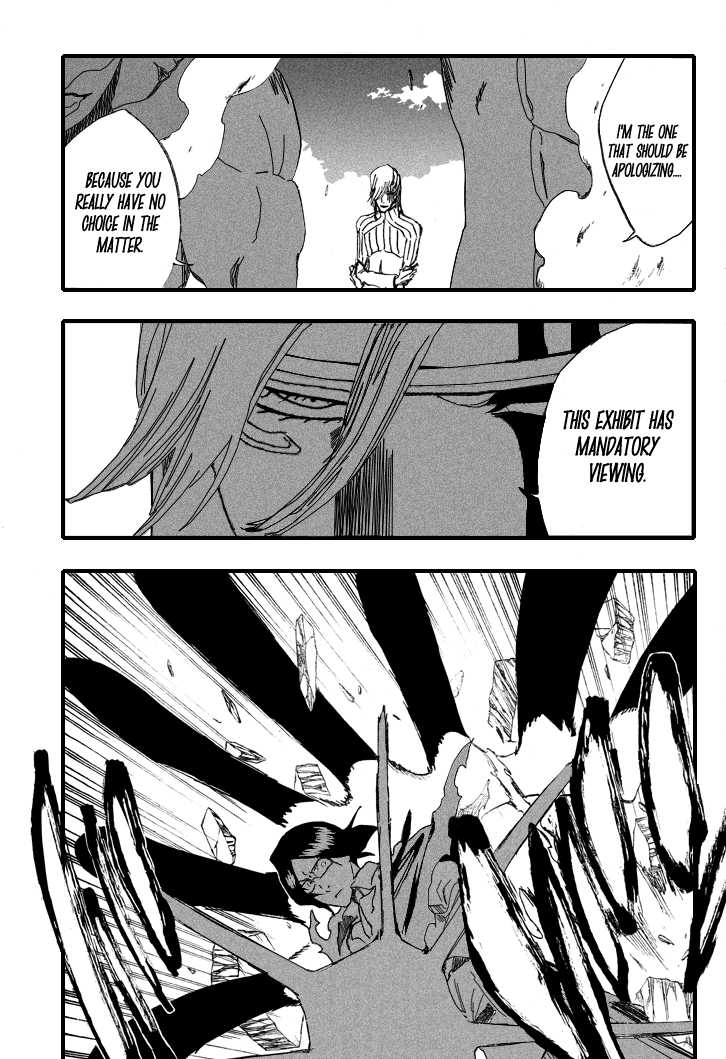 I'M THE ONE
THAT SHOULD BE
APOLOGIZING....
BECAUSE YOU
REALLY HAVE NO
CHOICE IN THE
MATTER.
THIS EXHIBIT HAS
MANDATORY
VIEWING.